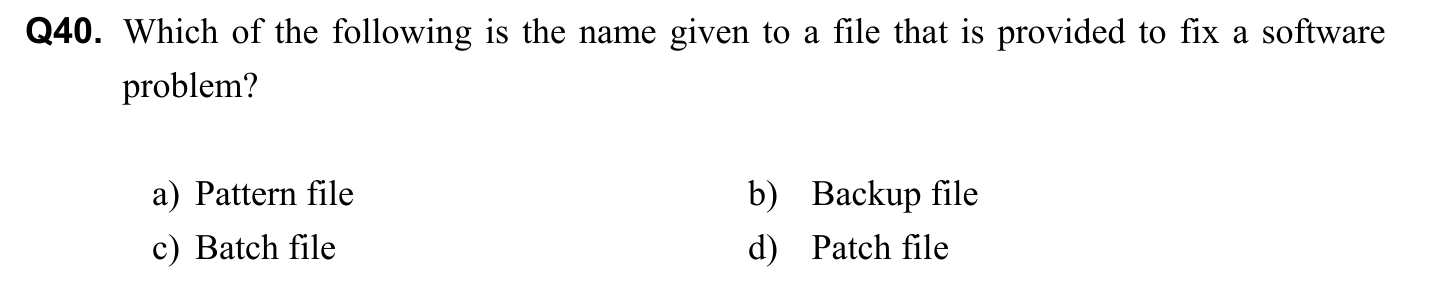 Q40. Which of the following is the name given to a file that is provided to fix a software
problem?
a) Pattern file b) Backup file
c) Batch file d) Patch file